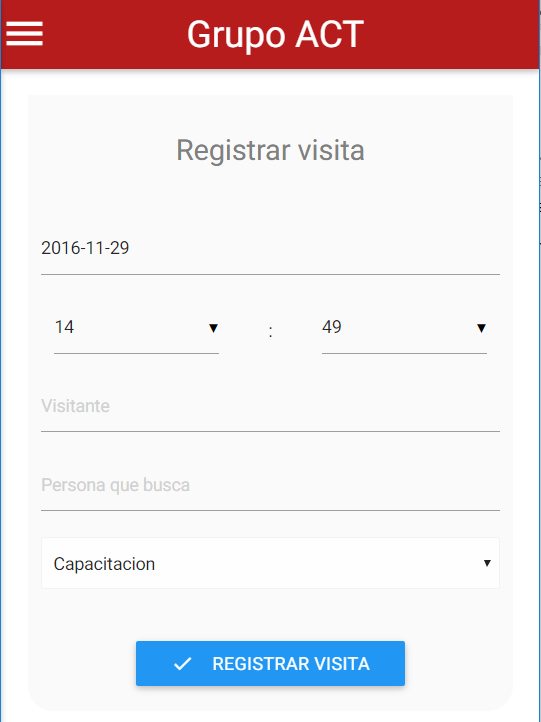 Grupo ACT
Registrar visita
2016-11-29
14 : 49
Visitante
Persona que busca
Capacitacion
REGISTRAR VISITA